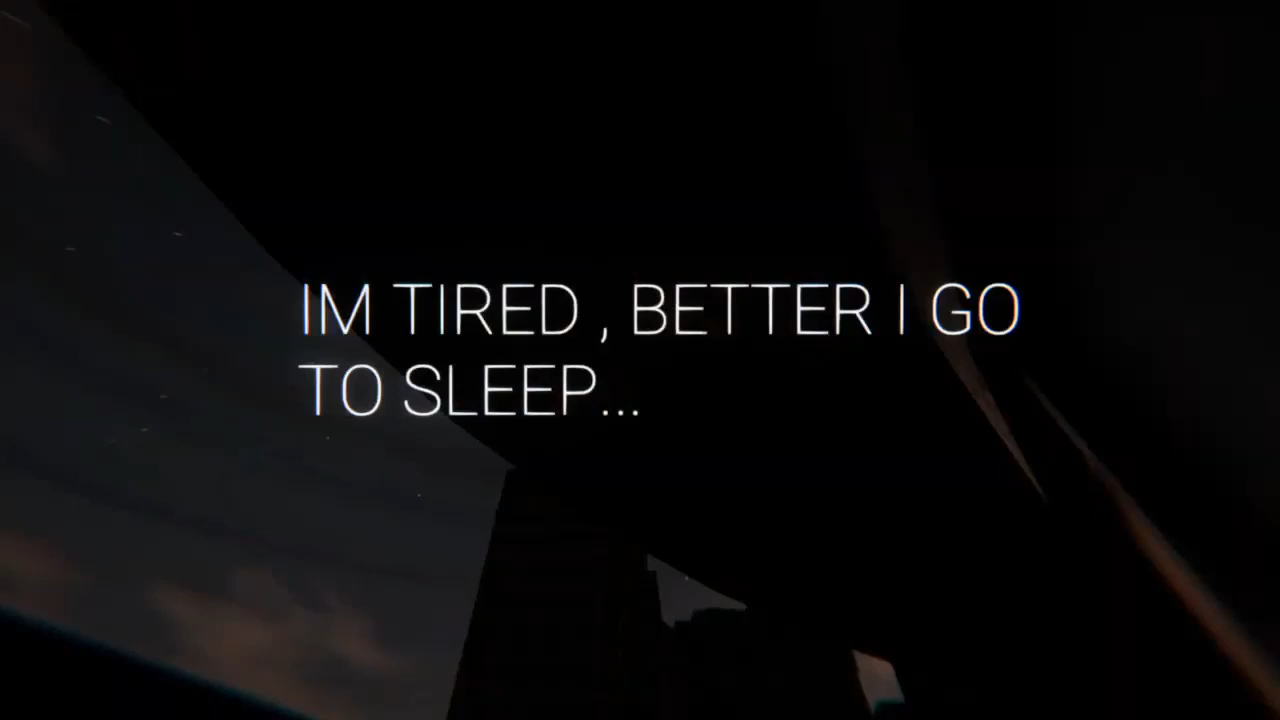 IM TIRED , BETTER I GO
TO SLEEP...